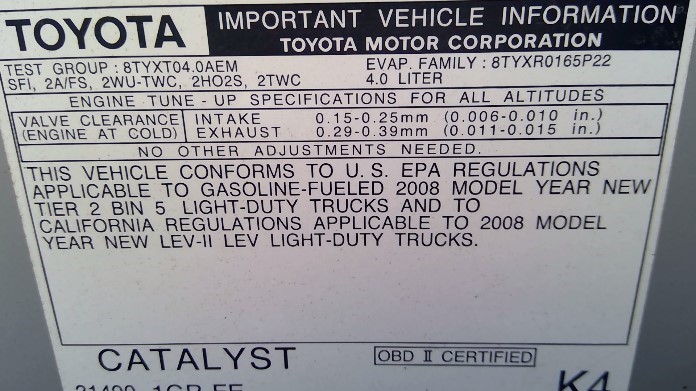 TOYOTA IMPORTANT VEHICLE INFORMATION
TOYOTA MOTOR CORPORATION
TEST GROUP : 8TYXT04.0AEM EVAP. FAMILY : 8TYXR0165P22
SFI, 2A/FS, 2WU-TWC, 2HO2S, 2TWC 4.0 LITER
ENGINE TUNE - UP SPECIFICATIONS FOR ALL ALTITUDES
VALVE CLEARANCE INTAKE 0.15-0.25mm (0.006-0.010 in.)
(ENGINE AT COLD) EXHAUST 0.29-0.39mm (0.011-0.015 in.)
NO OTHER ADJUSTMENTS NEEDED.
THIS VEHICLE CONFORMS TO U.S. EPA REGULATIONS
APPLICABLE TO GASOLINE-FUELED 2008 MODEL YEAR NEW
TIER 2 BIN 5 LIGHT-DUTY TRUCKS AND TO
CALIFORNIA REGULATIONS APPLICABLE TO 2008 MODEL
YEAR NEW LEV-II LEV LIGHT-DUTY TRUCKS.
CATALYST OBD II CERTIFIED
K4